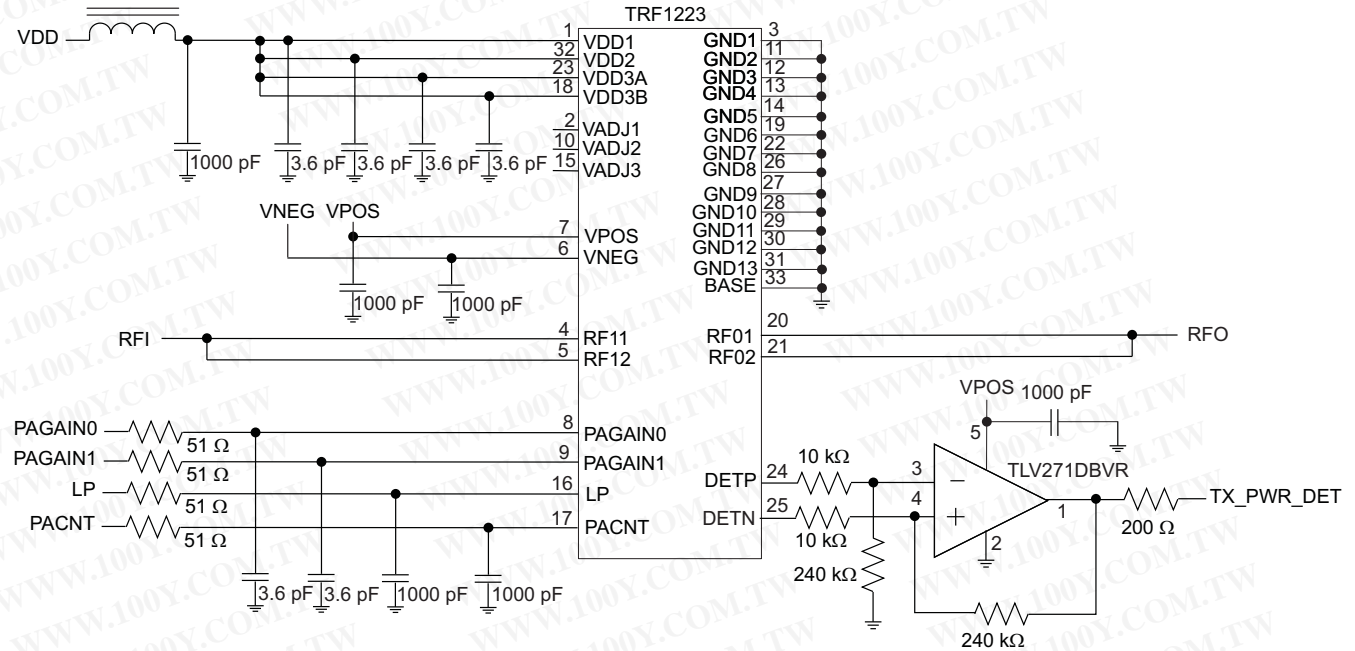 TRF1223
VDD
1 VDD1
32 VDD2
23 VDD3A
18 VDD3B
2 VADJ1
10 VADJ2
15 VADJ3
1000 pF 3.6 pF 3.6 pF 3.6 pF 3.6 pF
GND1 3
GND2 11
GND3 12
GND4 13
GND5 14
GND6 19
GND7 22
GND8 26
GND9 27
GND10 28
GND11 29
GND12 30
GND13 31
BASE 33
VNEG VPOS
7 VPOS
6 VNEG
1000 pF 1000 pF
RFI
4 RF11
5 RF12
RF01 20
RF02 21
RFO
PAGAIN0 51 Ω 8 PAGAIN0
PAGAIN1 51 Ω 9 PAGAIN1
LP 51 Ω 16 LP
PACNT 51 Ω 17 PACNT
3.6 pF 3.6 pF 1000 pF 1000 pF
VPOS 1000 pF
5
TLV271DBVR
DETP 24 10 kΩ 3 −
DETN 25 10 kΩ 4 +
1
2
200 Ω
TX_PWR_DET
240 kΩ
240 kΩ
WWW.100Y.COM.TW